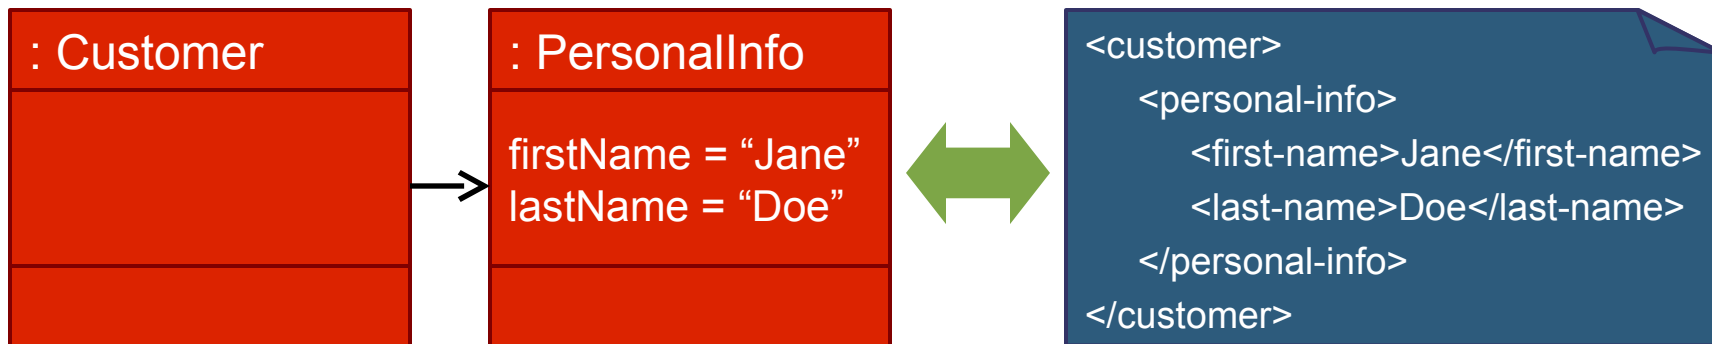 : Customer
: PersonalInfo
firstName = “Jane”
lastName = “Doe”
<customer>
<personal-info>
<first-name>Jane</first-name>
<last-name>Doe</last-name>
</personal-info>
</customer>